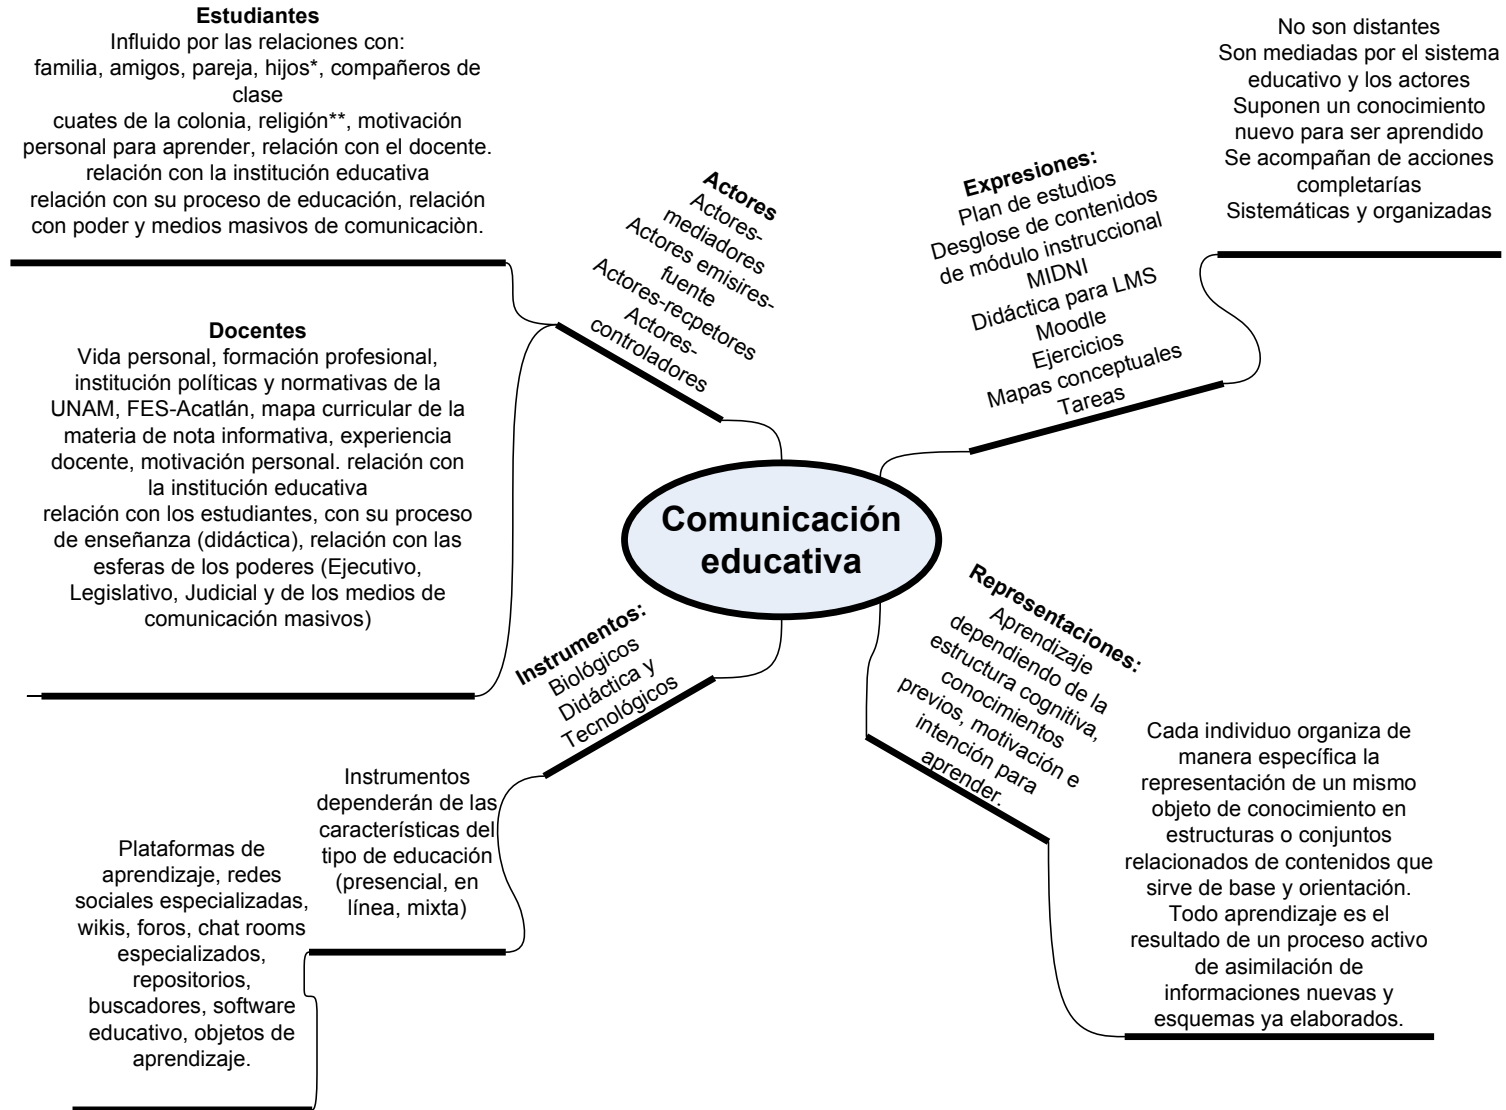 Estudiantes
Influido por las relaciones con:
familia, amigos, pareja, hijos*, compañeros de
clase
cuates de la colonia, religión**, motivación
personal para aprender, relación con el docente.
relación con la institución educativa
relación con su proceso de educación, relación
con poder y medios masivos de comunicaciòn.
Docentes
Vida personal, formación profesional,
institución políticas y normativas de la
UNAM, FES-Acatlán, mapa curricular de la
materia de nota informativa, experiencia
docente, motivación personal. relación con
la institución educativa
relación con los estudiantes, con su proceso
de enseñanza (didáctica), relación con las
esferas de los poderes (Ejecutivo,
Legislativo, Judicial y de los medios de
comunicación masivos)
Actores
Actores-
mediadores
Actores emisires-
fuente
Actores-recpetores
Actores-
controladores
Expresiones:
Plan de estudios
Desglose de contenidos
de módulo instruccional
MIDNI
Didáctica para LMS
Moodle
Ejercicios
Mapas conceptuales
Tareas
No son distantes
Son mediadas por el sistema
educativo y los actores
Suponen un conocimiento
nuevo para ser aprendido
Se acompañan de acciones
completarías
Sistemáticas y organizadas
Comunicación
educativa
Instrumentos:
Biológicos
Didáctica y
Tecnológicos
Instrumentos
dependerán de las
características del
tipo de educación
(presencial, en
línea, mixta)
Plataformas de
aprendizaje, redes
sociales especializadas,
wikis, foros, chat rooms
especializados,
repositorios,
buscadores, software
educativo, objetos de
aprendizaje.
Representaciones:
Aprendizaje
dependiendo de la
estructura cognitiva,
conocimientos
previos, motivación e
intención para
aprender.
Cada individuo organiza de
manera específica la
representación de un mismo
objeto de conocimiento en
estructuras o conjuntos
relacionados de contenidos que
sirve de base y orientación.
Todo aprendizaje es el
resultado de un proceso activo
de asimilación de
informaciones nuevas y
esquemas ya elaborados.